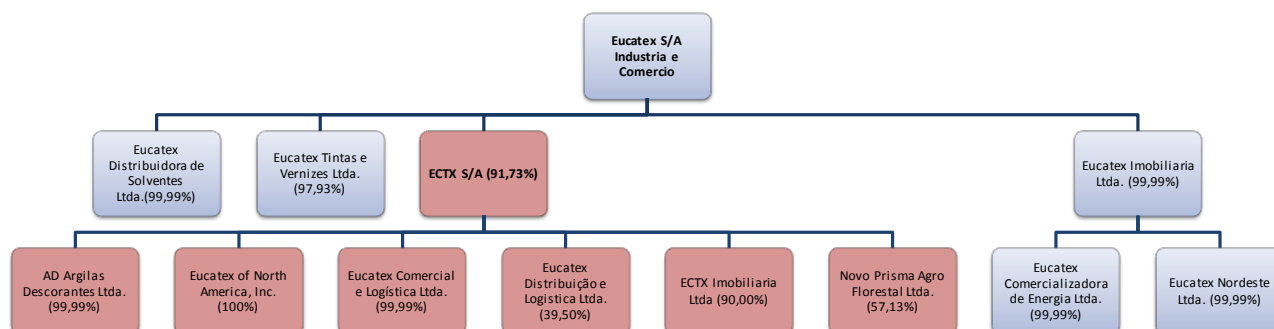 Eucatex S/A
Industria e
Comercio
Eucatex
Distribuidora de
Solventes
Ltda.(99,99%)
Eucatex Tintas e
Vernizes Ltda.
(97,93%)
ECTX S/A (91,73%)
Eucatex Imobiliaria
Ltda. (99,99%)
AD Argilas
Descorantes Ltda.
(99,99%)
Eucatex of North
America, Inc.
(100%)
Eucatex Comercial
e Logística Ltda.
(99,99%)
Eucatex
Distribuição e
Logistica Ltda.
(39,50%)
ECTX Imobiliaria
Ltda (90,00%)
Novo Prisma Agro
Florestal Ltda.
(57,13%)
Eucatex
Comercializadora
de Energia Ltda.
(99,99%)
Eucatex Nordeste
Ltda. (99,99%)